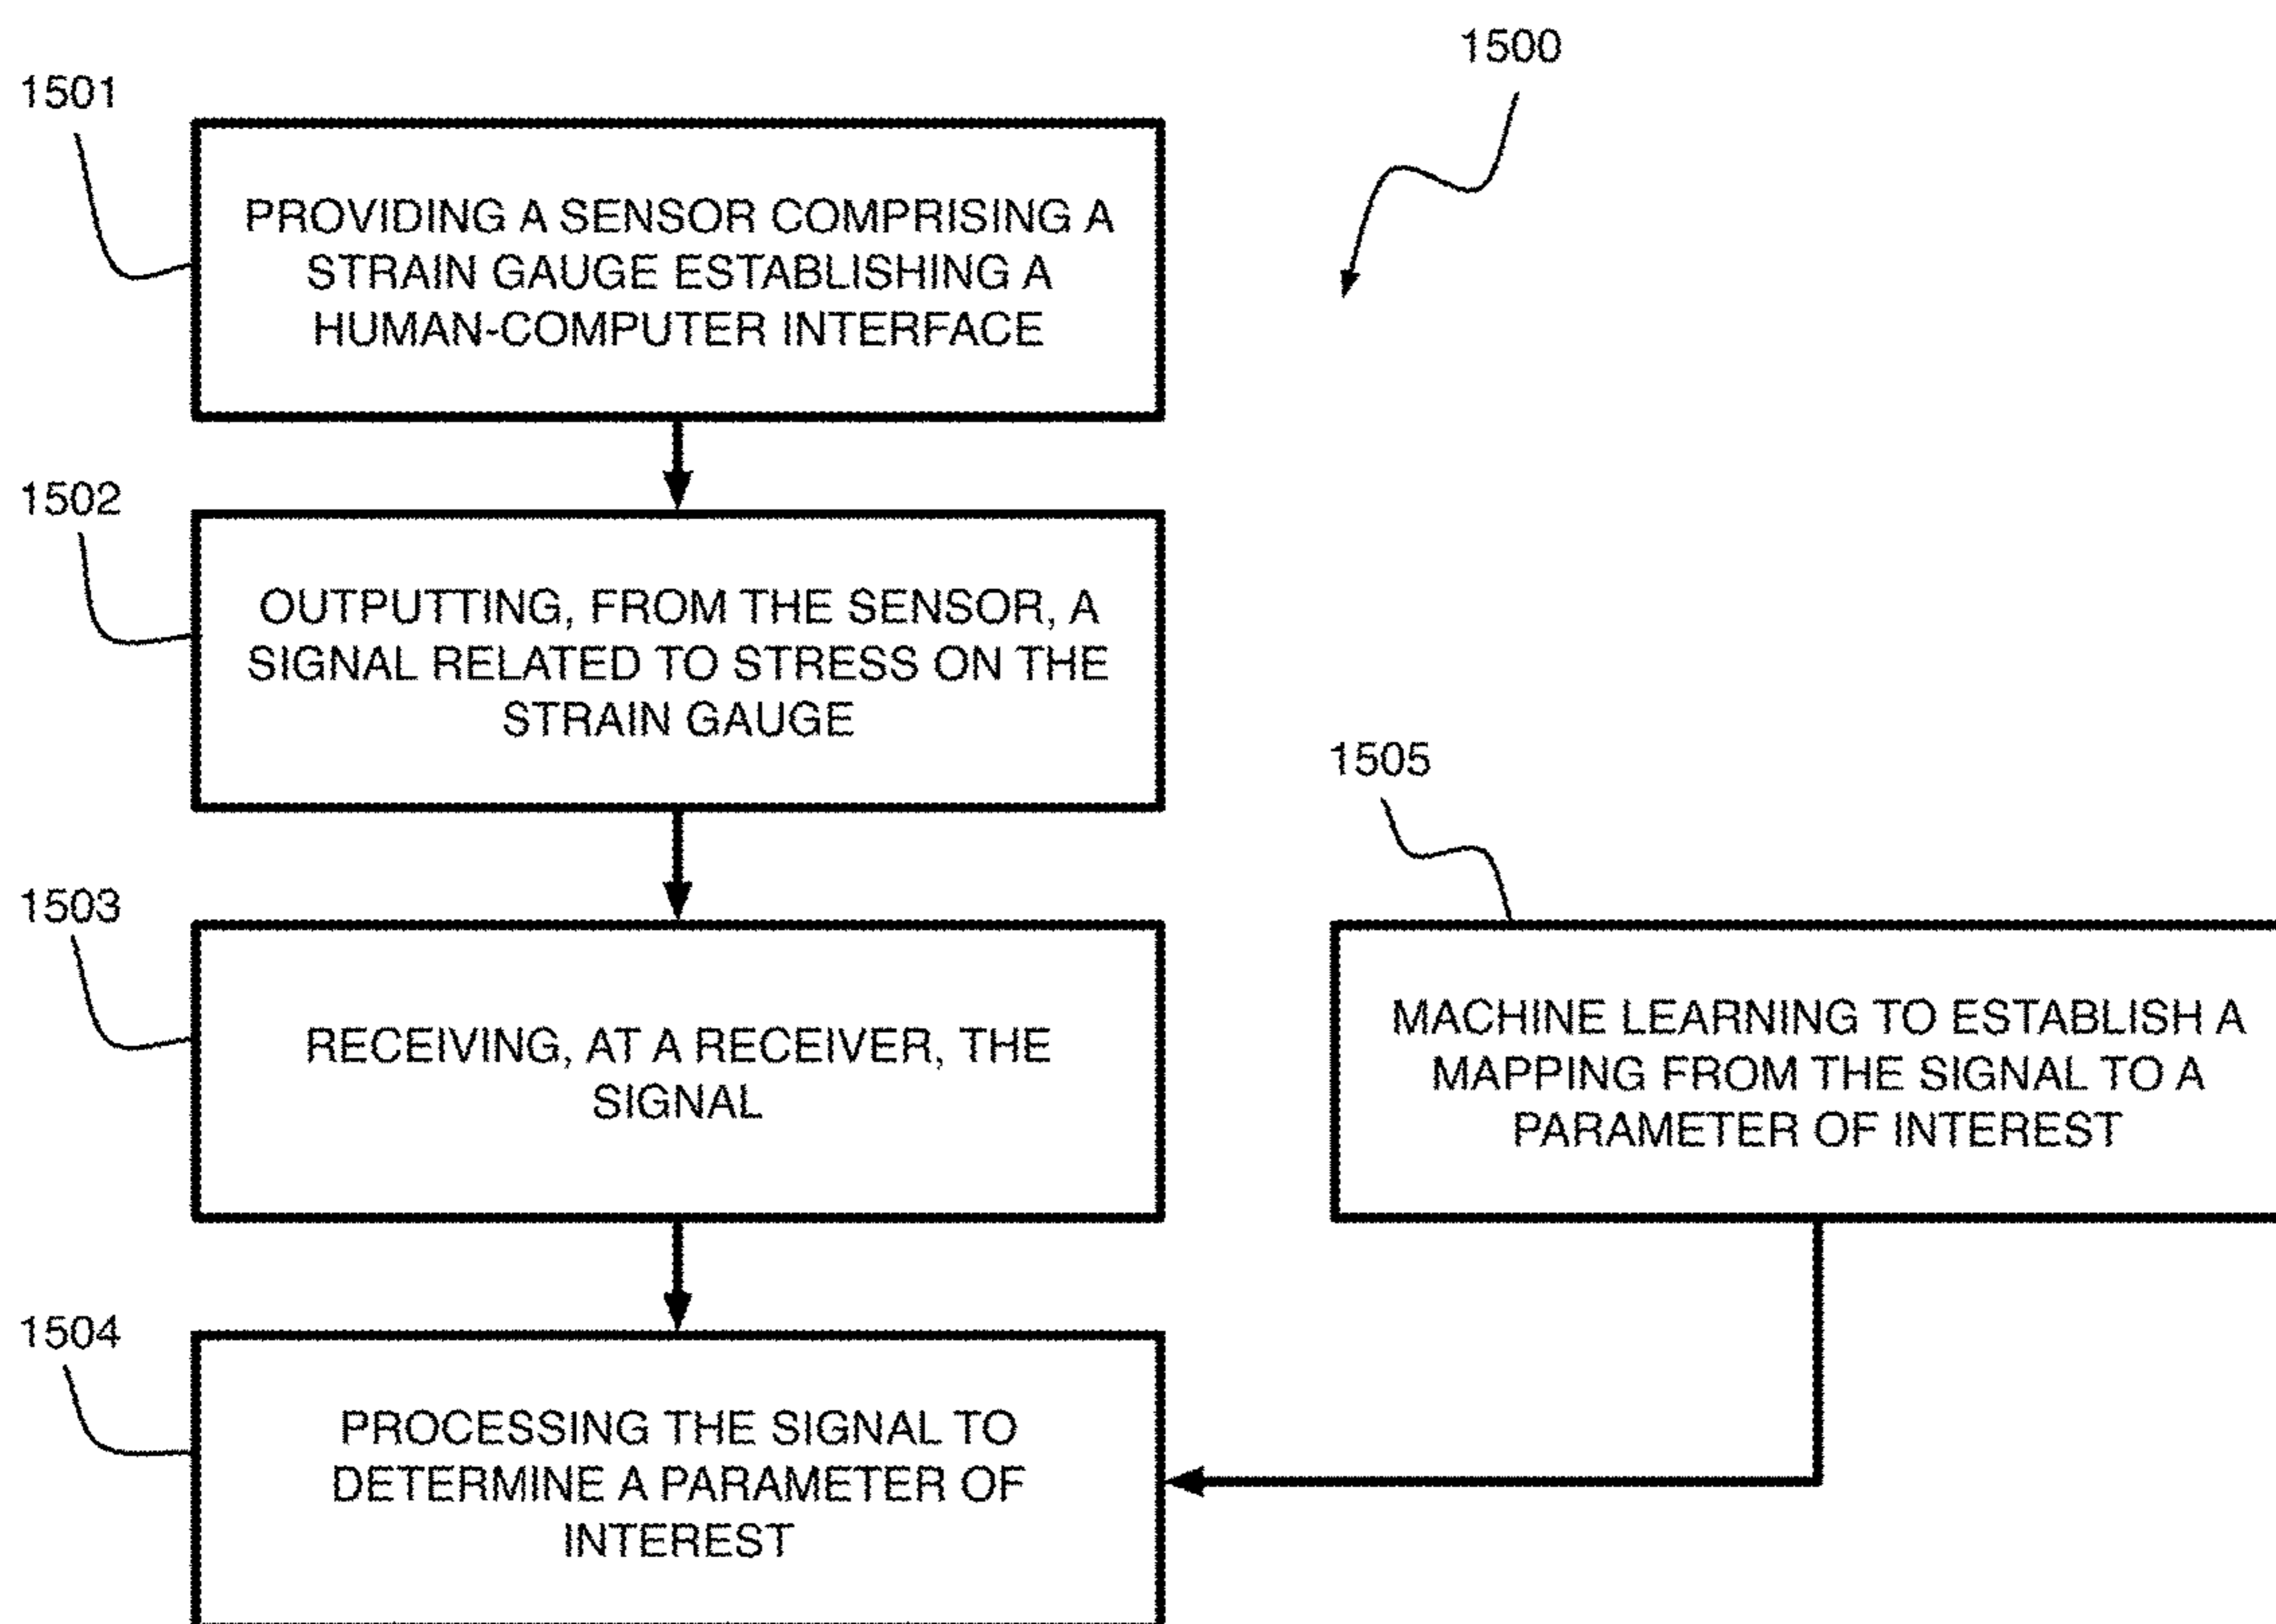 1500
1501
PROVIDING A SENSOR COMPRISING A
STRAIN GAUGE ESTABLISHING A
HUMAN-COMPUTER INTERFACE
1502
OUTPUTTING, FROM THE SENSOR, A
SIGNAL RELATED TO STRESS ON THE
STRAIN GAUGE
1503
RECEIVING, AT A RECEIVER, THE
SIGNAL
1505
MACHINE LEARNING TO ESTABLISH A
MAPPING FROM THE SIGNAL TO A
PARAMETER OF INTEREST
1504
PROCESSING THE SIGNAL TO
DETERMINE A PARAMETER OF
INTEREST